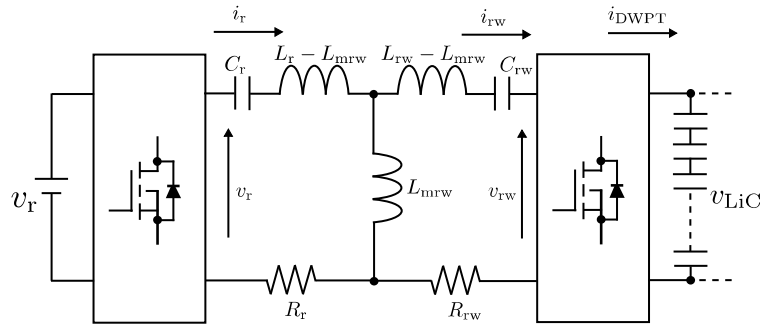 i_r
i_rw
i_DWPT
L_r − L_mrw
L_rw − L_mrw
C_r
C_rw
v_r
v_r
L_mrw
v_rw
v_LiC
R_r
R_rw